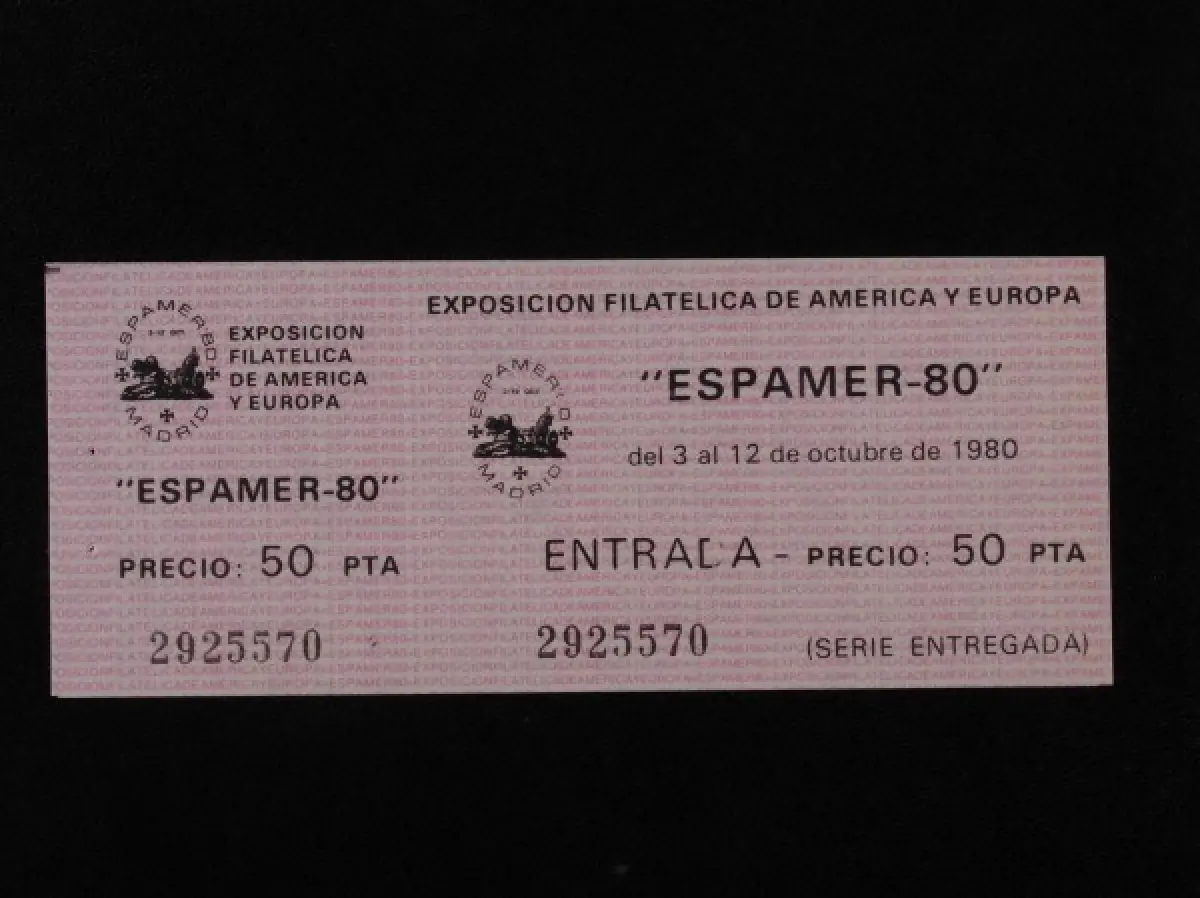 ESPAMER 80
MADRID
EXPOSICION
FILATELICA
DE AMERICA
Y EUROPA
"ESPAMER-80"
PRECIO: 50 PTA
2925570
EXPOSICION FILATELICA DE AMERICA Y EUROPA
ESPAMER
MADRID
"ESPAMER-80"
del 3 al 12 de octubre de 1980
ENTRADA - PRECIO: 50 PTA
2925570
(SERIE ENTREGADA)